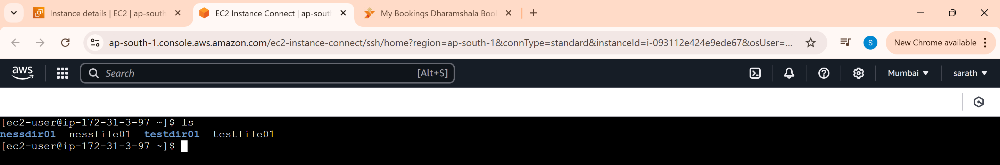 Instance details | EC2 | ap-south
EC2 Instance Connect | ap-sout
My Bookings Dharamshala Boo
ap-south-1.console.aws.amazon.com/ec2-instance-connect/ssh/home?region=ap-south-1&connType=standard&instanceId=i-093112e424e9ede67&osUser=...
S
New Chrome available
aws
Search
[Alt+S]
Mumbai
sarath
[ec2-user@ip-172-31-3-97 ~]$ ls
nessdir01 nessfile01 testdir01 testfile01
[ec2-user@ip-172-31-3-97 ~]$